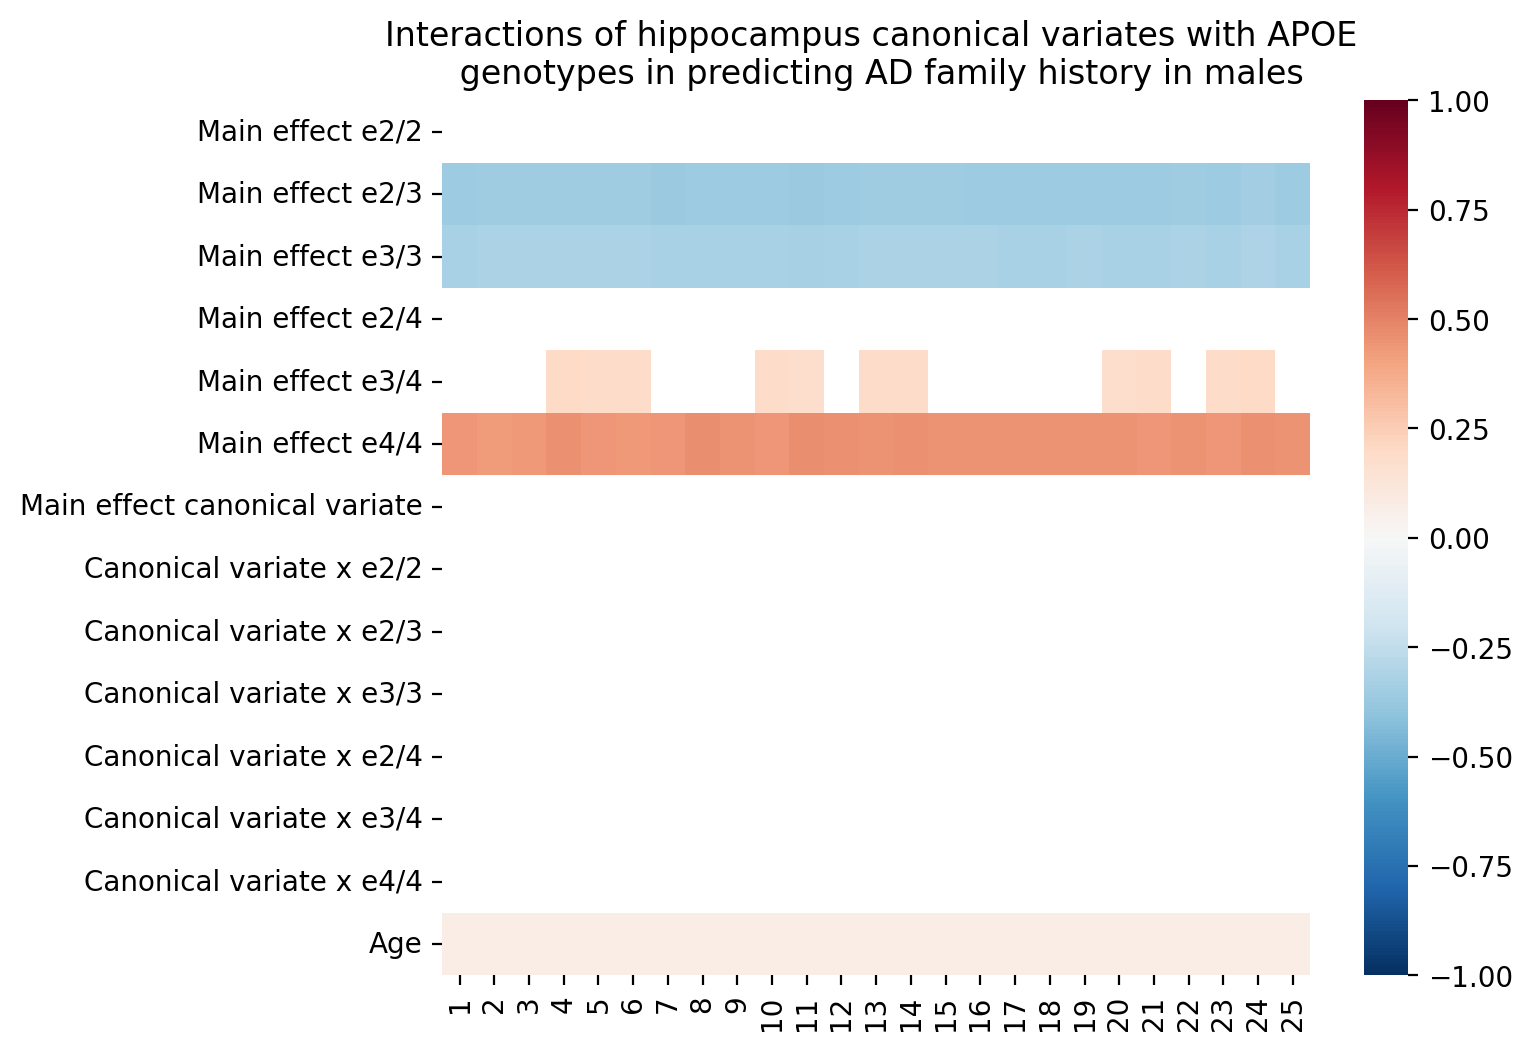 Interactions of hippocampus canonical variates with APOE
genotypes in predicting AD family history in males
Main effect e2/2
Main effect e2/3
Main effect e3/3
Main effect e2/4
Main effect e3/4
Main effect e4/4
Main effect canonical variate
Canonical variate x e2/2
Canonical variate x e2/3
Canonical variate x e3/3
Canonical variate x e2/4
Canonical variate x e3/4
Canonical variate x e4/4
Age
1 2 3 4 5 6 7 8 9 10 11 12 13 14 15 16 17 18 19 20 21 22 23 24 25
1.00
0.75
0.50
0.25
0.00
−0.25
−0.50
−0.75
−1.00